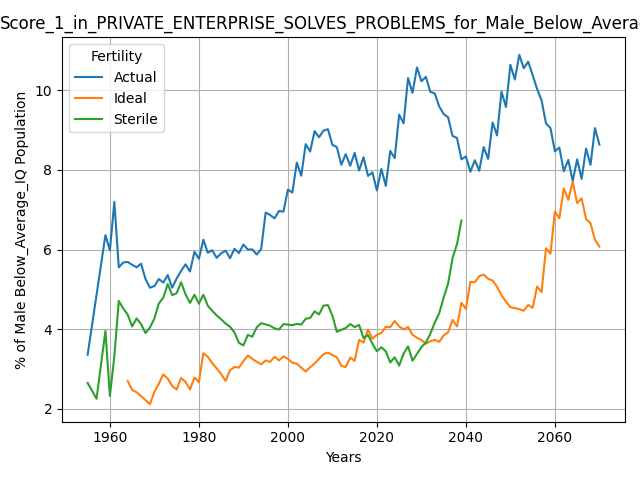 Score_1_in_PRIVATE_ENTERPRISE_SOLVES_PROBLEMS_for_Male_Below_Avera
Fertility
Actual
Ideal
Sterile
% of Male Below_Average_IQ Population
10
8
6
4
2
1960 1980 2000 2020 2040 2060
Years